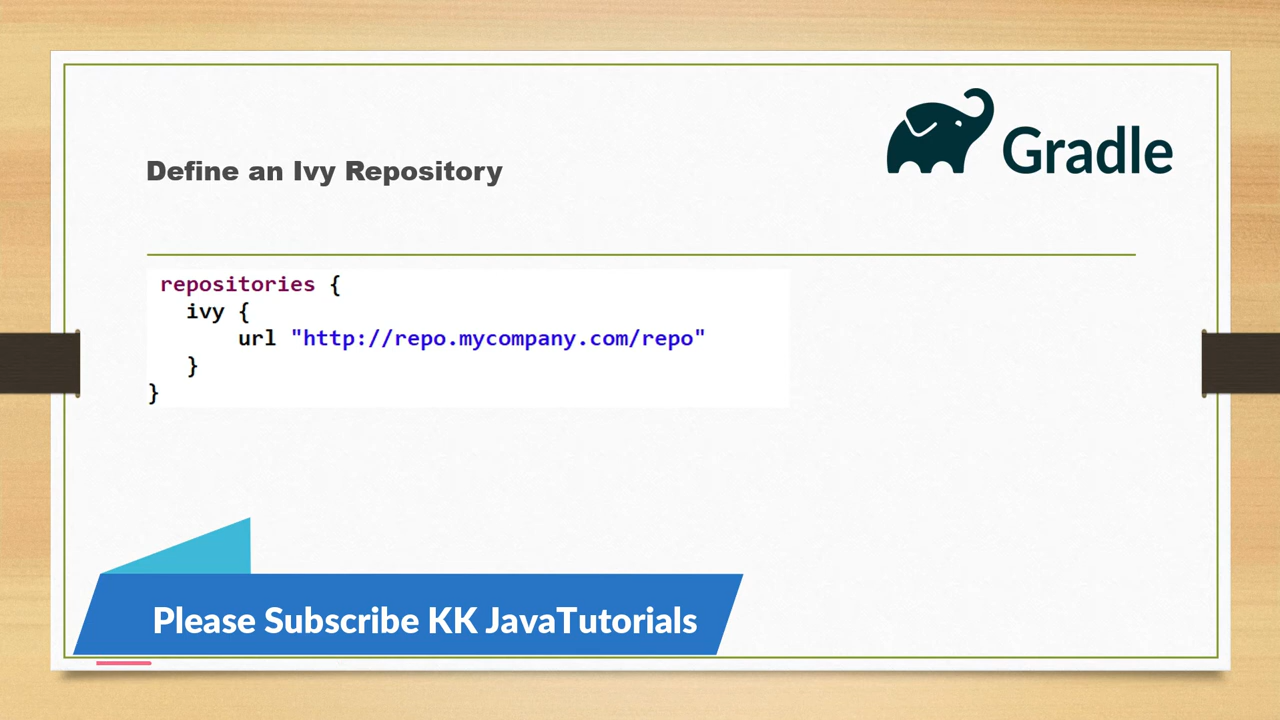 Gradle
Define an Ivy Repository
repositories {
ivy {
url "http://repo.mycompany.com/repo"
}
}
Please Subscribe KK JavaTutorials